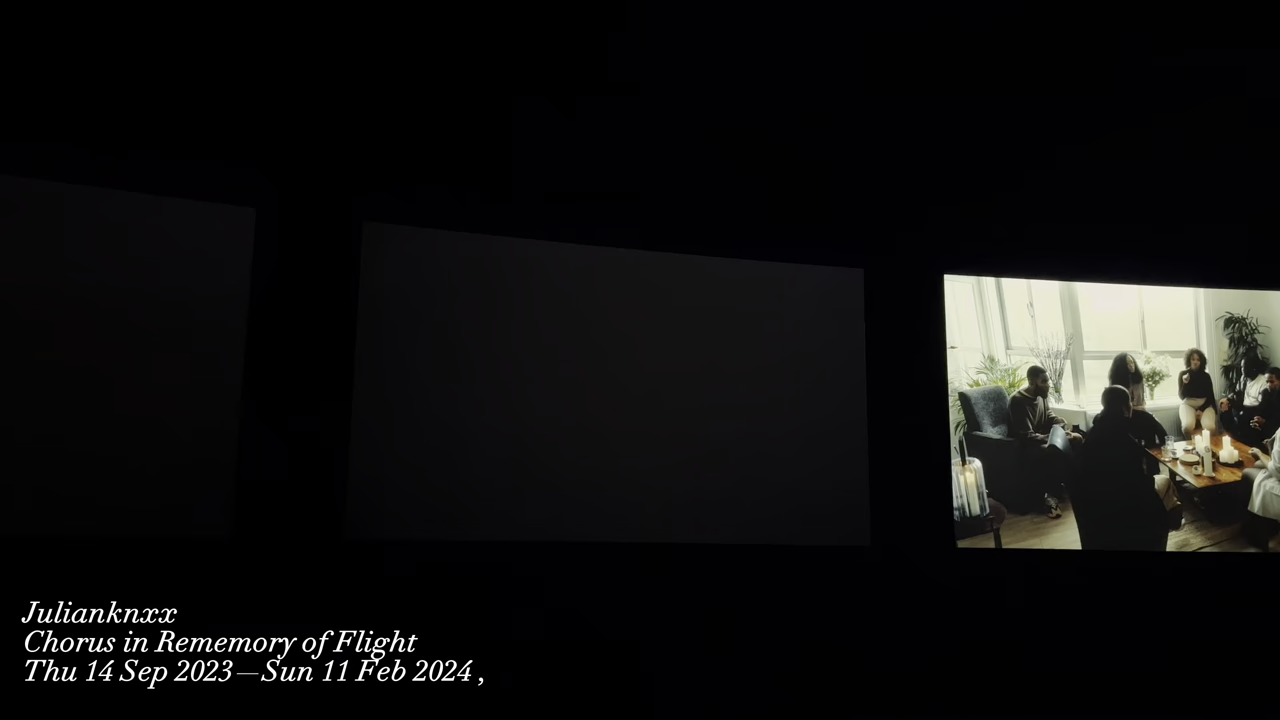 Julianknxx
Chorus in Rememory of Flight
Thu 14 Sep 2023—Sun 11 Feb 2024 ,